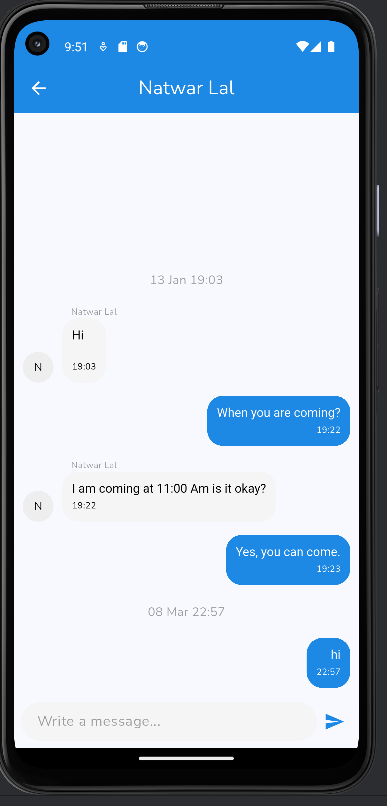 9:51
Natwar Lal
13 Jan 19:03
Natwar Lal
Hi
19:03
N
When you are coming?
19:22
Natwar Lal
I am coming at 11:00 Am is it okay?
19:22
N
Yes, you can come.
19:23
08 Mar 22:57
hi
22:57
Write a message...